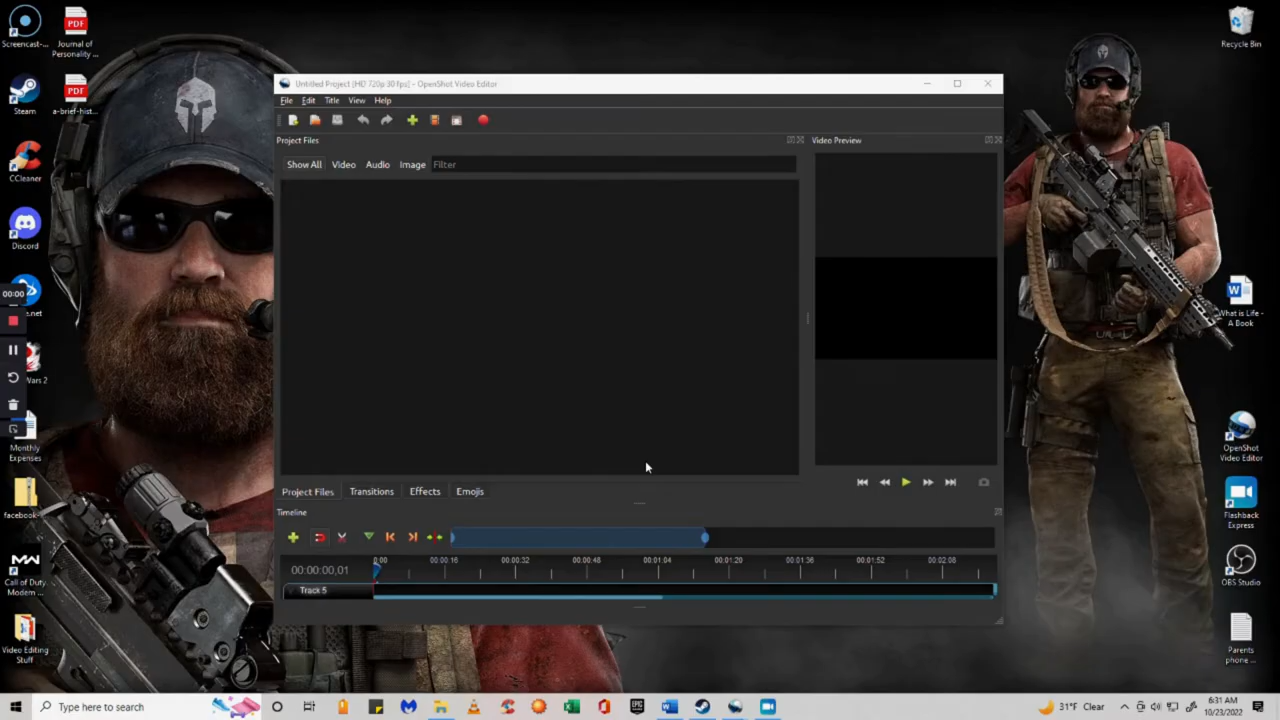 Screencast-...
Journal of
Personality ...
Recycle Bin
Steam
a-brief-hist...
CCleaner
Discord
00:00
Monthly
Expenses
facebook-
Call of Duty
Modern ...
Video Editing
Stuff
Untitled Project [HD 720p 30 fps] - OpenShot Video Editor
File Edit Title View Help
Project Files
Video Preview
Show All Video Audio Image Filter
Project Files Transitions Effects Emojis
Timeline
00:00:00,01
0:00 00:00:16 00:00:32 00:00:48 00:01:04 00:01:20 00:01:36 00:01:52 00:02:08
Track 5
What is Life -
A Book
OpenShot
Video Editor
Flashback
Express
OBS Studio
Parents
phone ...
Type here to search
31°F Clear
6:31 AM
10/23/2022